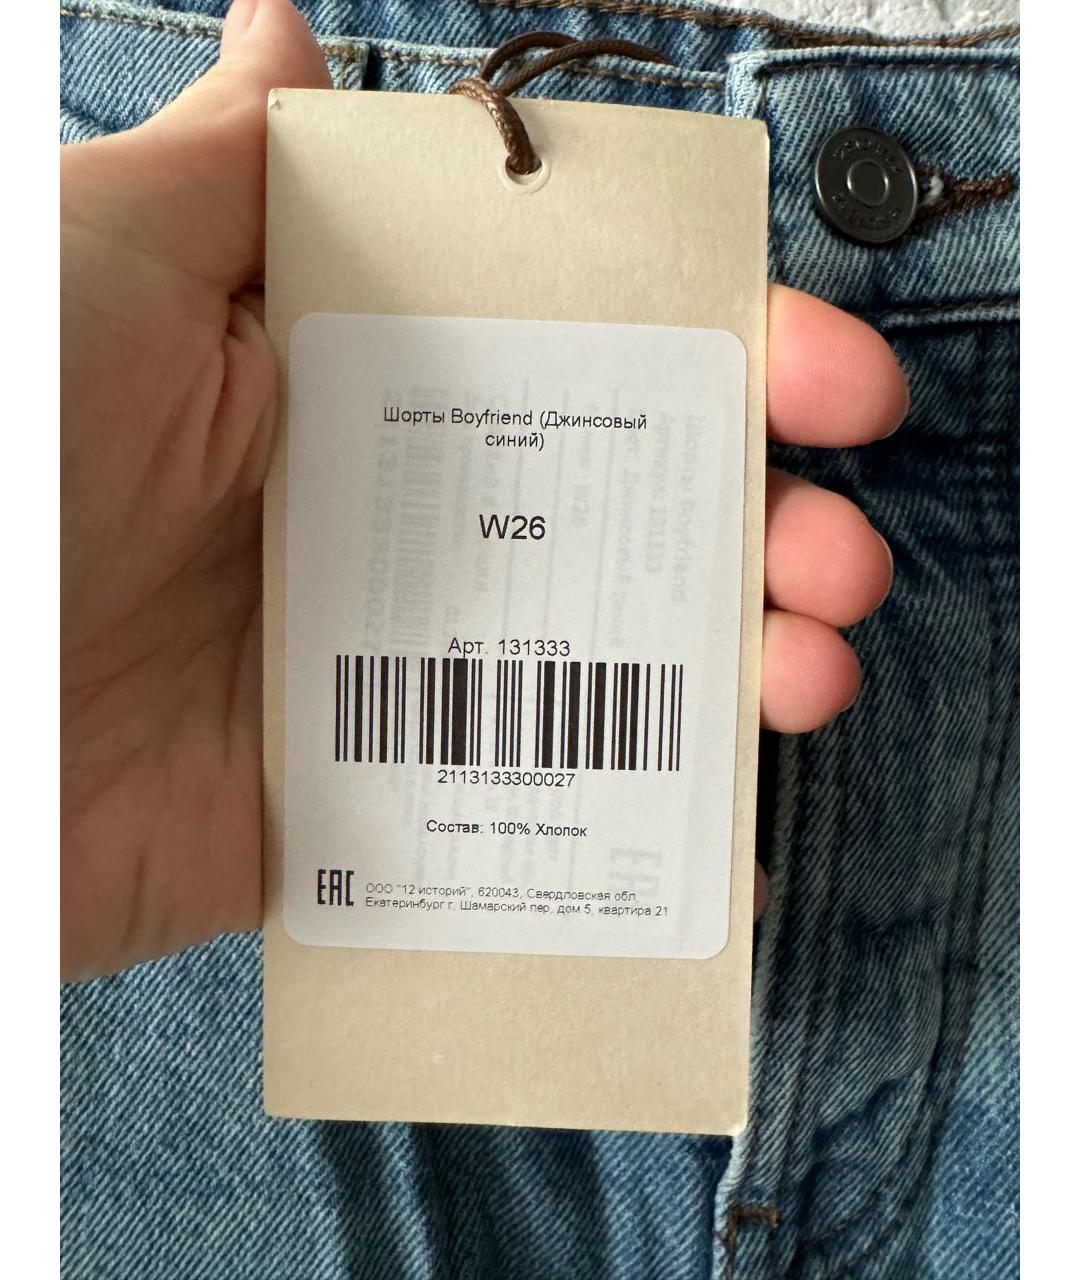 Шорты Boyfriend (Джинсовый
синий)
W26
Арт. 131333
2113133300027
Состав: 100% Хлопок
EAC
ООО "12 историй", 620043, Свердловская обл,
Екатеринбург г, Шамарский пер, дом 5, квартира 21